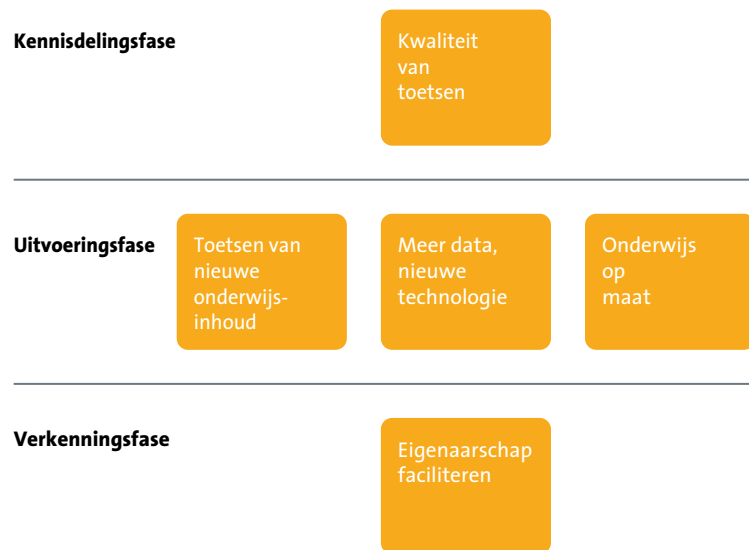 Kennisdelingsfase
Kwaliteit
van
toetsen
Uitvoeringsfase
Toetsen van
nieuwe
onderwijs-
inhoud
Meer data,
nieuwe
technologie
Onderwijs
op
maat
Verkenningsfase
Eigenaarschap
faciliteren